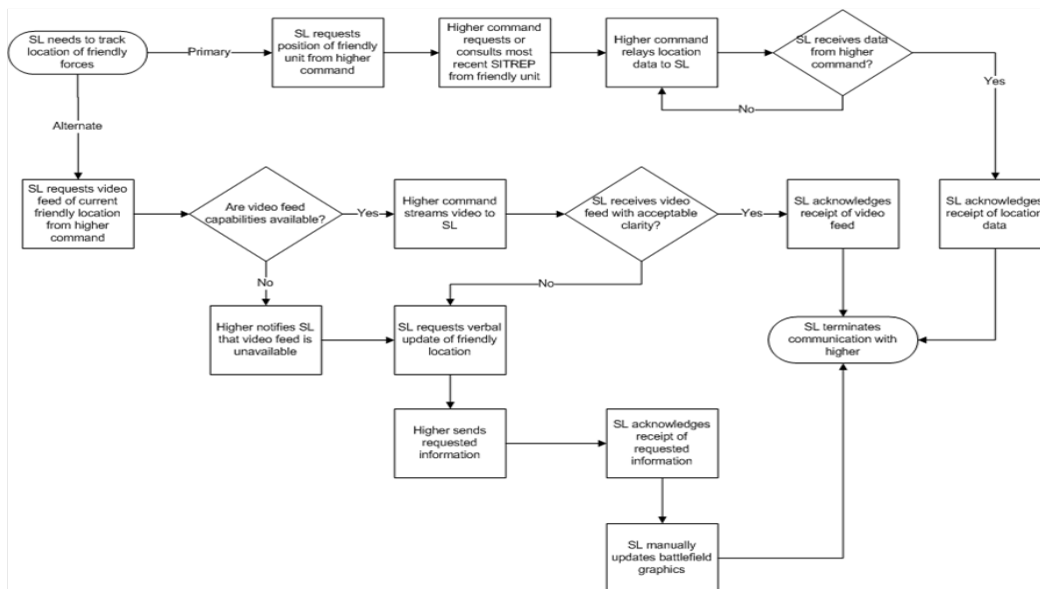 SL needs to track
location of friendly
forces
Primary
SL requests
position of friendly
unit from higher
command
Higher command
requests or
consults most
recent SITREP
from friendly unit
Higher command
relays location
data to SL
SL receives data
from higher
command?
Yes
No
Alternate
SL requests video
feed of current
friendly location
from higher
command
Are video feed
capabilities
available?
Yes
Higher command
streams video to
SL
SL receives video
feed with acceptable
clarity?
Yes
SL
acknowledges
receipt of video
feed
SL acknowledges
receipt of location
data
No
No
Higher notifies SL
that video feed is
unavailable
SL requests verbal
update of friendly
location
SL terminates
communication with
higher
Higher sends
requested
information
SL acknowledges
receipt of
requested
information
SL manually
updates battlefield
graphics